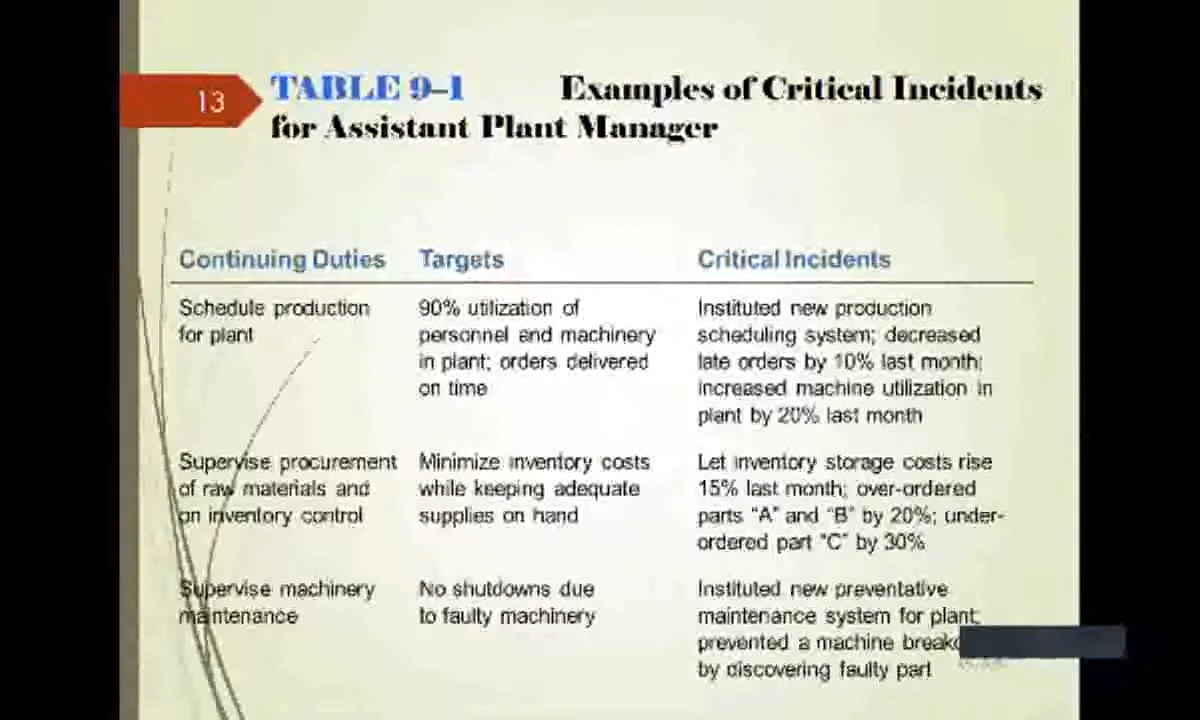 13
TABLE 9–1 Examples of Critical Incidents
for Assistant Plant Manager
Continuing Duties Targets Critical Incidents
Schedule production 90% utilization of Instituted new production
for plant personnel and machinery scheduling system; decreased
in plant; orders delivered late orders by 10% last month;
on time increased machine utilization in
plant by 20% last month
Supervise procurement Minimize inventory costs Let inventory storage costs rise
of raw materials and while keeping adequate 15% last month; over-ordered
on inventory control supplies on hand parts “A” and “B” by 20%; under-
ordered part “C” by 30%
Supervise machinery No shutdowns due Instituted new preventative
maintenance to faulty machinery maintenance system for plant;
prevented a machine
by discovering faulty part